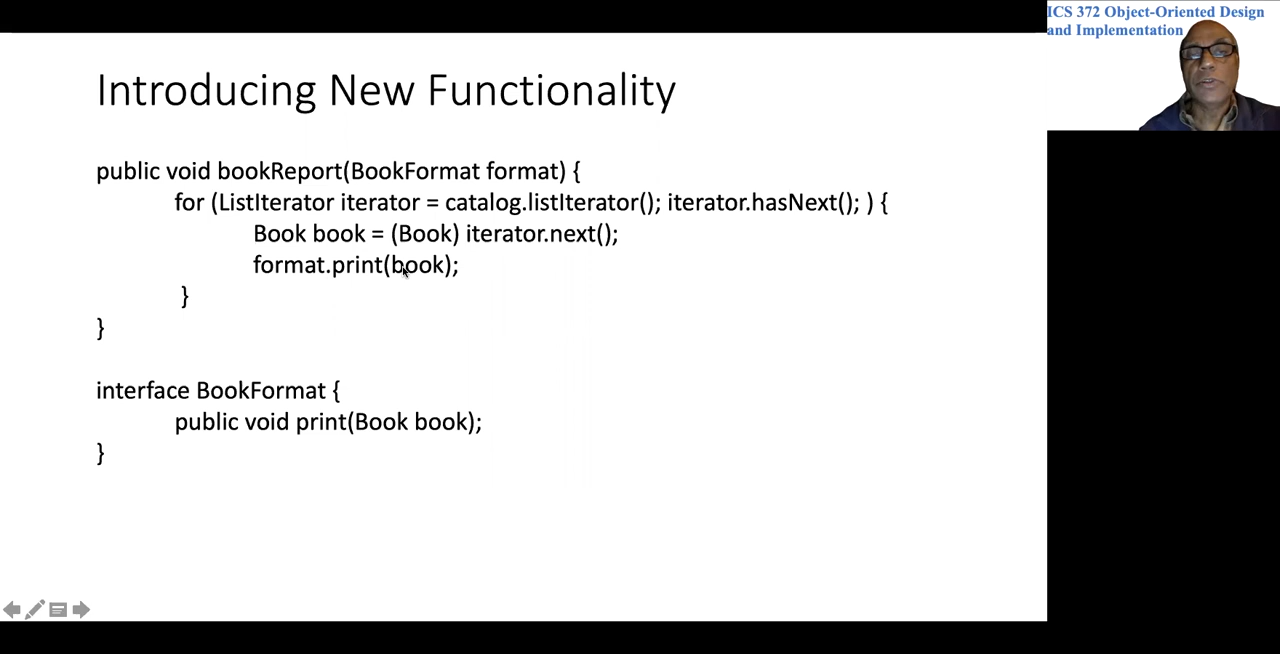 ICS 372 Object-Oriented Design
and Implementation
Introducing New Functionality
public void bookReport(BookFormat format) {
for (ListIterator iterator = catalog.listIterator(); iterator.hasNext(); ) {
Book book = (Book) iterator.next();
format.print(book);
}
}
interface BookFormat {
public void print(Book book);
}